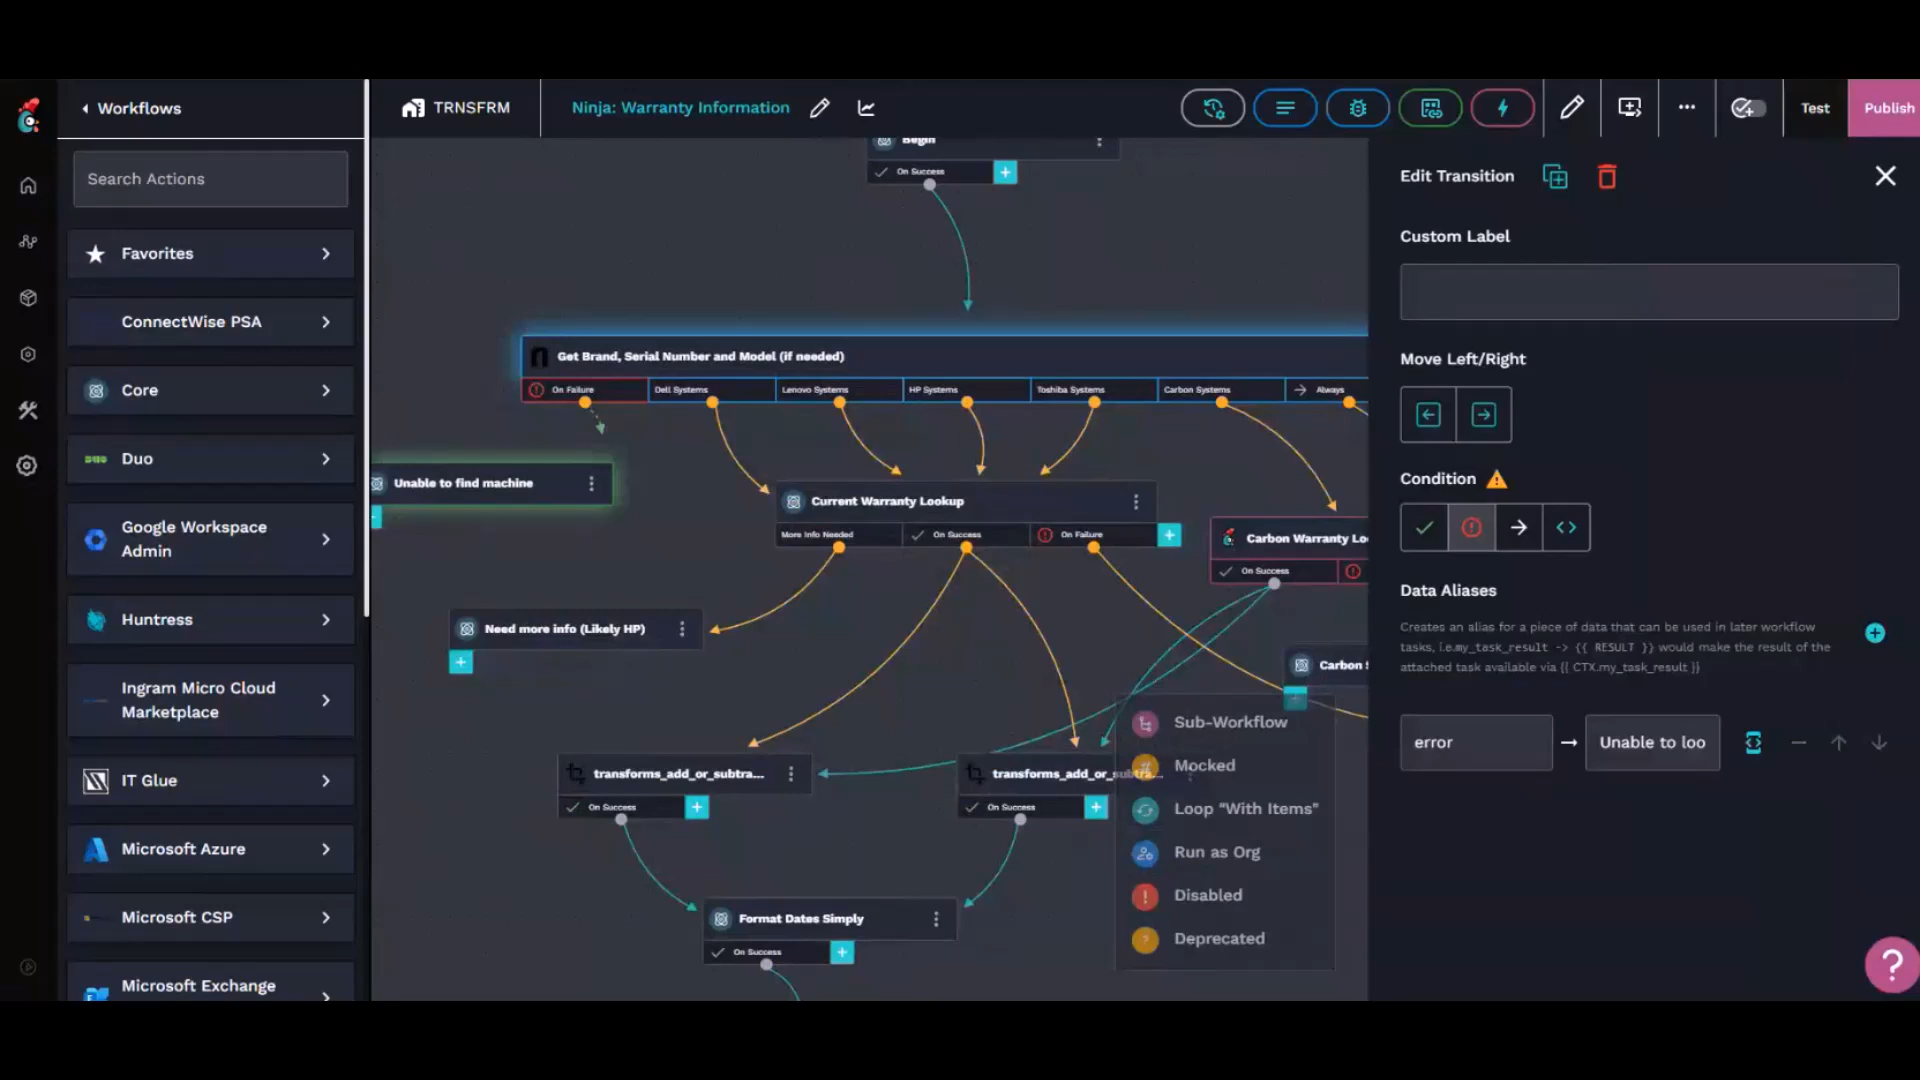 Workflows
TRNSFRM
Ninja: Warranty Information
Test
Publish
Search Actions
Favorites
ConnectWise PSA
Core
Duo
Google Workspace
Admin
Huntress
Ingram Micro Cloud
Marketplace
IT Glue
Microsoft Azure
Microsoft CSP
Microsoft Exchange
Begin
On Success
Get Brand, Serial Number and Model (if needed)
On Failure
Dell Systems
Lenovo Systems
HP Systems
Toshiba Systems
Carbon Systems
Always
Unable to find machine
Current Warranty Lookup
More Info Needed
On Success
On Failure
Carbon Warranty Lo
On Success
Need more info (Likely HP)
Carbon S
transforms_add_or_subtra...
On Success
transforms_add_or_subtra...
On Success
Format Dates Simply
On Success
Sub-Workflow
Mocked
Loop "With Items"
Run as Org
Disabled
Deprecated
Edit Transition
Custom Label
Move Left/Right
Condition
Data Aliases
Creates an alias for a piece of data that can be used in later workflow
tasks, i.e.my_task_result -> {{ RESULT }} would make the result of the
attached task available via {{ CTX.my_task_result }}
error
Unable to loo